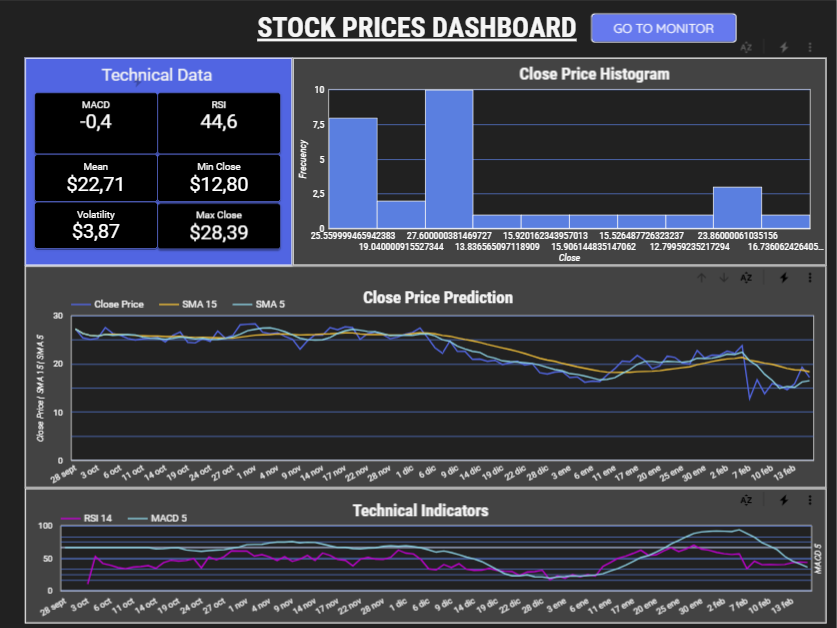 STOCK PRICES DASHBOARD
GO TO MONITOR
Technical Data
MACD
-0,4
RSI
44,6
Mean
$22,71
Min Close
$12,80
Volatility
$3,87
Max Close
$28,39
Close Price Histogram
Frecuency
10
7,5
5
2,5
0
25.559999465942383 27.600000381469727 15.920162343957013 15.526487726323237 23.86000061035156
19.040000915527344 13.836565097118909 15.906144835147062 12.79959235217294 16.736062426405...
Close
Close Price Prediction
Close Price SMA 15 SMA 5
Close Price | SMA 15 | SMA 5
30
20
10
0
28 sept 3 oct 6 oct 11 oct 14 oct 19 oct 24 oct 27 oct 1 nov 4 nov 9 nov 14 nov 17 nov 22 nov 28 nov 1 dic 6 dic 9 dic 14 dic 19 dic 22 dic 28 dic 3 ene 6 ene 11 ene 17 ene 20 ene 25 ene 30 ene 2 feb 7 feb 10 feb 13 feb
Technical Indicators
RSI 14 MACD 5
100
50
0
MACD 5
28 sept 3 oct 6 oct 11 oct 14 oct 19 oct 24 oct 27 oct 1 nov 4 nov 9 nov 14 nov 17 nov 22 nov 28 nov 1 dic 6 dic 9 dic 14 dic 19 dic 22 dic 28 dic 3 ene 6 ene 11 ene 17 ene 20 ene 25 ene 30 ene 2 feb 7 feb 10 feb 13 feb